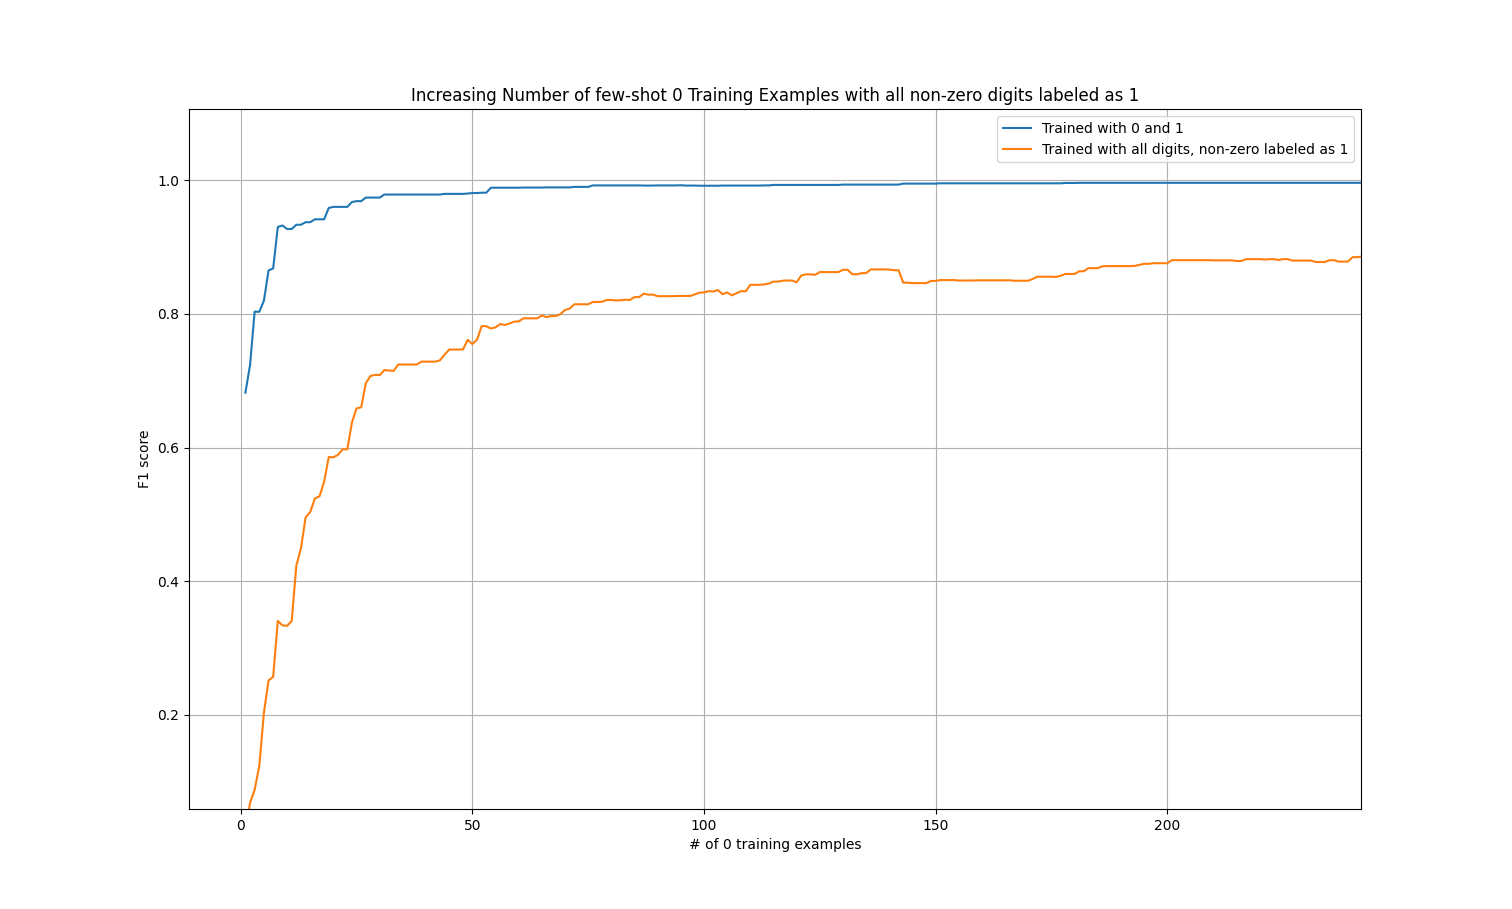 Increasing Number of few-shot 0 Training Examples with all non-zero digits labeled as 1
Trained with 0 and 1
Trained with all digits, non-zero labeled as 1
1.0
0.8
0.6
0.4
0.2
F1 score
0 50 100 150 200
# of 0 training examples